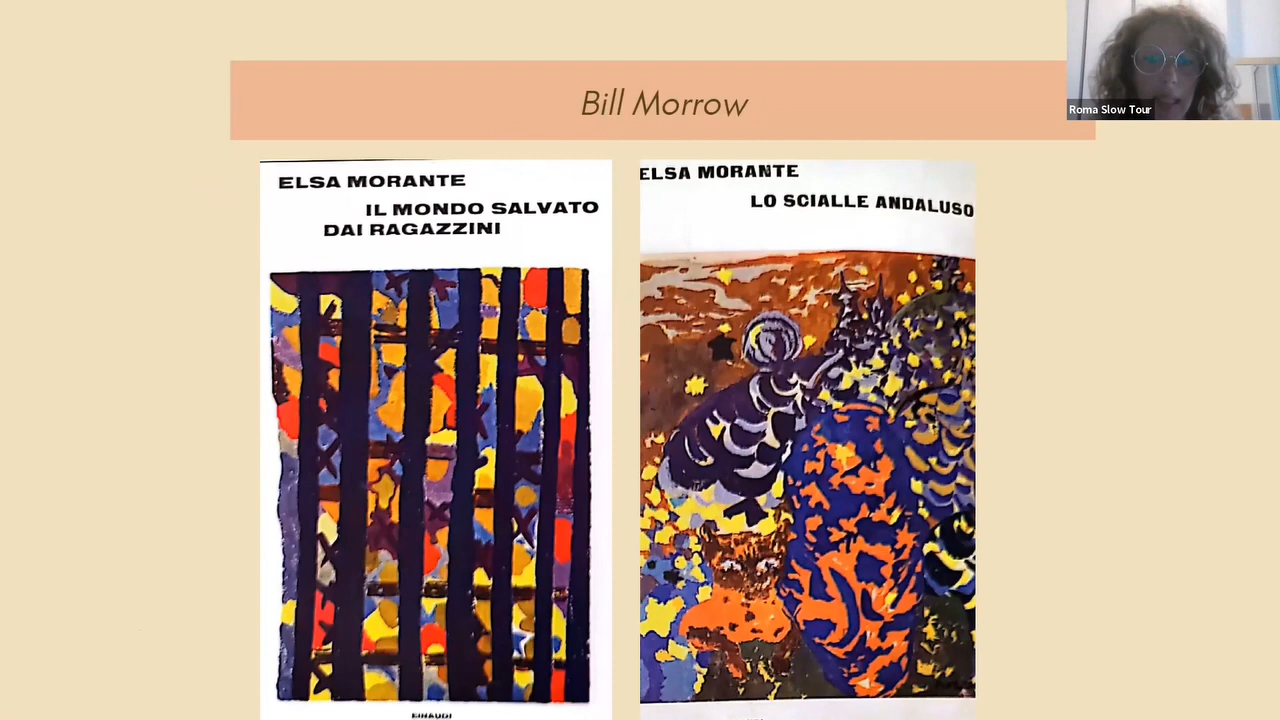 Bill Morrow
Roma Slow Tour
ELSA MORANTE
IL MONDO SALVATO
DAI RAGAZZINI
EINAUDI
ELSA MORANTE
LO SCIALLE ANDALUSO